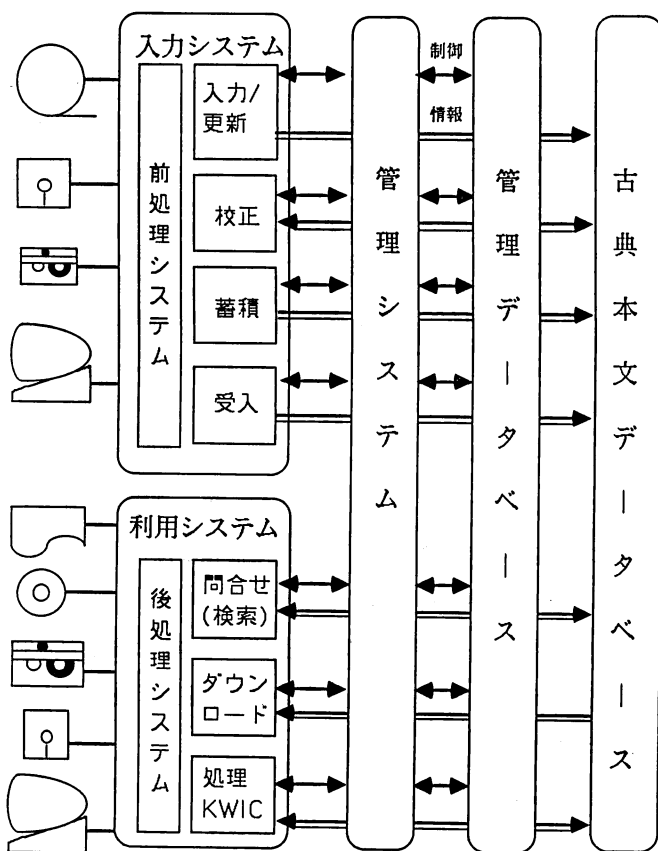 入力システム
前処理システム
入力/
更新
校正
蓄積
受入
利用システム
後処理システム
問合せ
(検索)
ダウン
ロード
処理
KWIC
管理システム
制御
情報
管理データベース
古典本文データベース